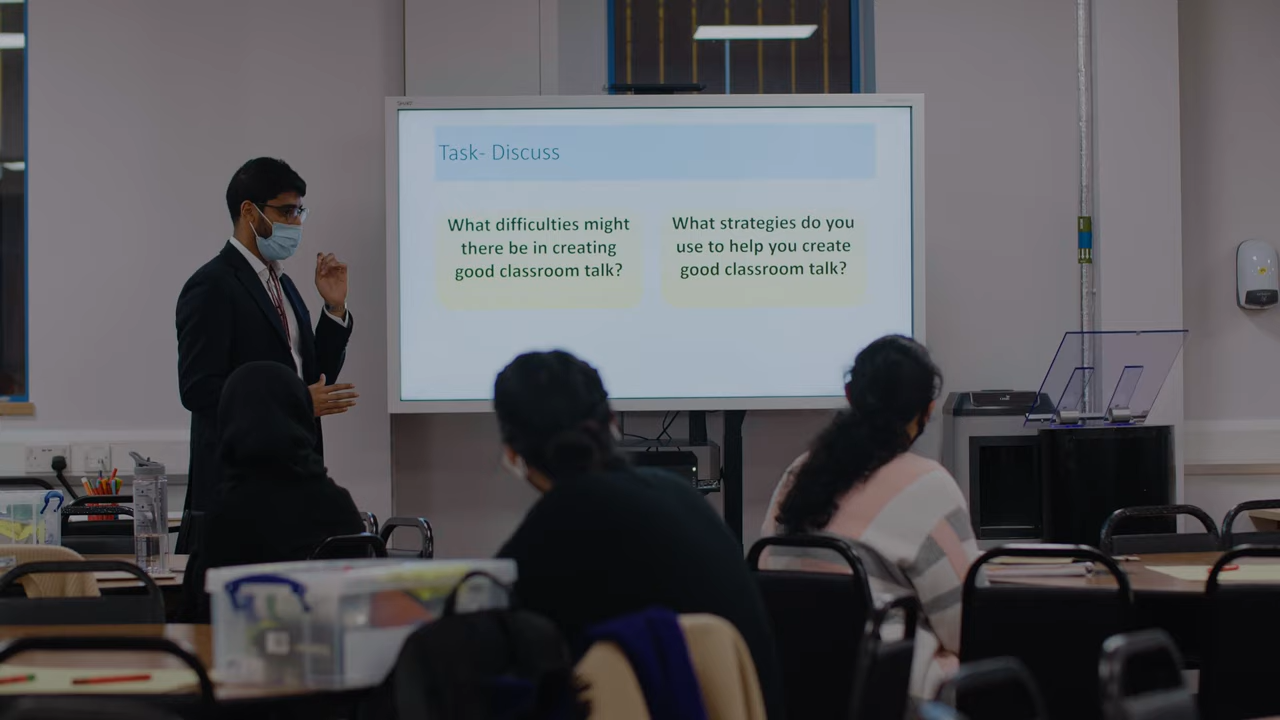 Task- Discuss
What difficulties might
there be in creating
good classroom talk?
What strategies do you
use to help you create
good classroom talk?